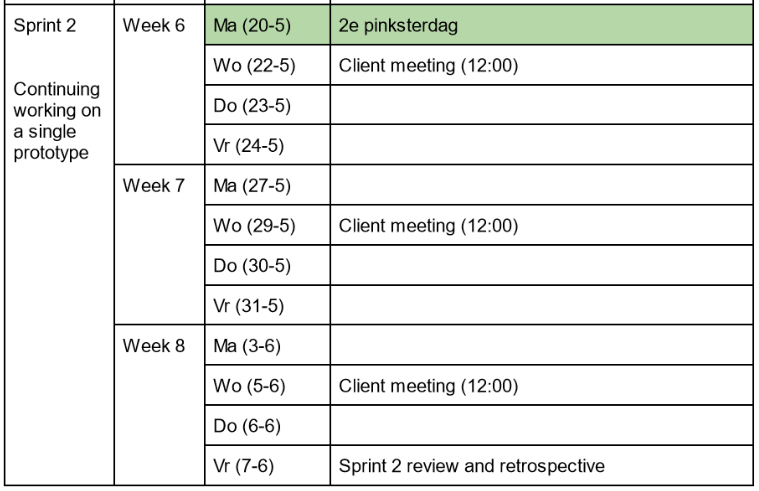 Sprint 2
Continuing
working on
a single
prototype
Week 6
Ma (20-5) 2e pinksterdag
Wo (22-5) Client meeting (12:00)
Do (23-5)
Vr (24-5)
Week 7
Ma (27-5)
Wo (29-5) Client meeting (12:00)
Do (30-5)
Vr (31-5)
Week 8
Ma (3-6)
Wo (5-6) Client meeting (12:00)
Do (6-6)
Vr (7-6) Sprint 2 review and retrospective